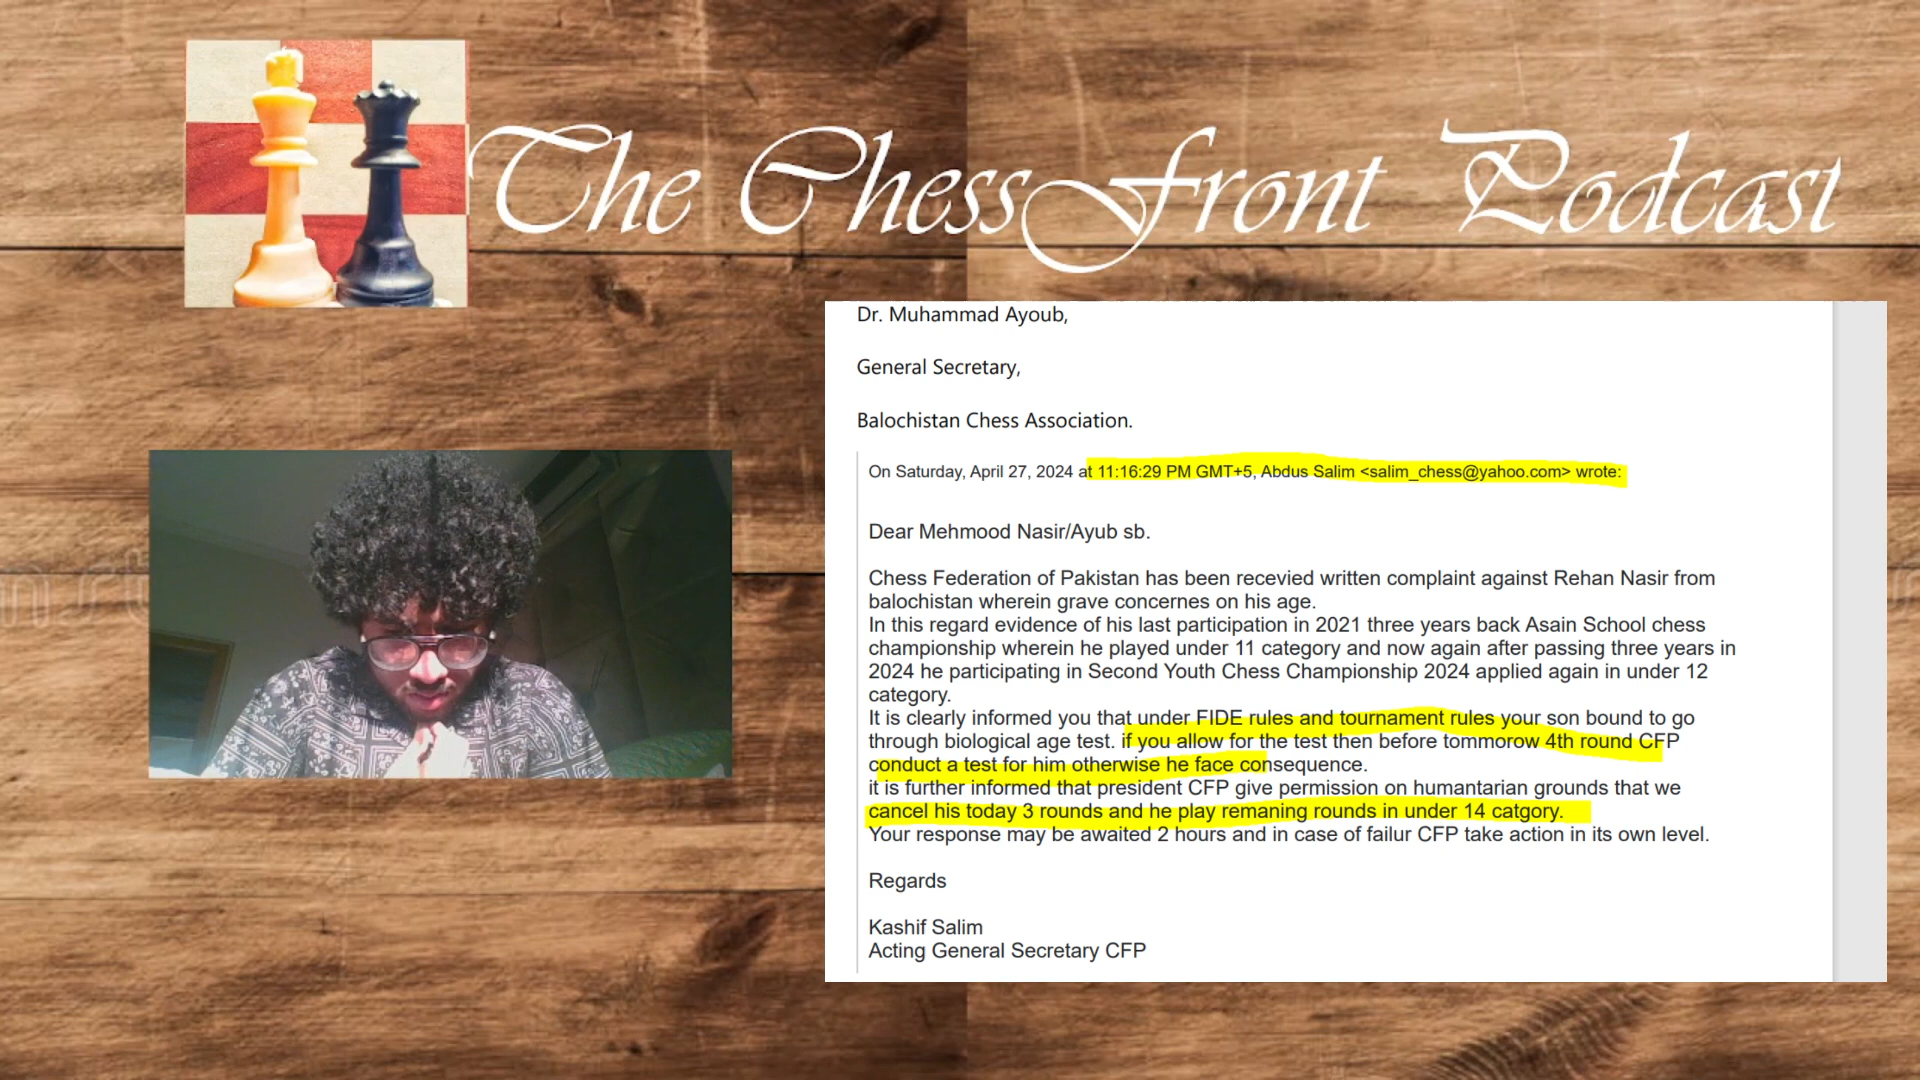 The ChessFront Podcast
Dr. Muhammad Ayoub,
General Secretary,
Balochistan Chess Association.
On Saturday, April 27, 2024 at 11:16:29 PM GMT+5, Abdus Salim <salim_chess@yahoo.com> wrote:
Dear Mehmood Nasir/Ayub sb.
Chess Federation of Pakistan has been recevied written complaint against Rehan Nasir from
balochistan wherein grave concernes on his age.
In this regard evidence of his last participation in 2021 three years back Asain School chess
championship wherein he played under 11 category and now again after passing three years in
2024 he participating in Second Youth Chess Championship 2024 applied again in under 12
category.
It is clearly informed you that under FIDE rules and tournament rules your son bound to go
through biological age test. if you allow for the test then before tommorow 4th round CFP
conduct a test for him otherwise he face consequence.
it is further informed that president CFP give permission on humantarian grounds that we
cancel his today 3 rounds and he play remaning rounds in under 14 catgory.
Your response may be awaited 2 hours and in case of failur CFP take action in its own level.
Regards
Kashif Salim
Acting General Secretary CFP